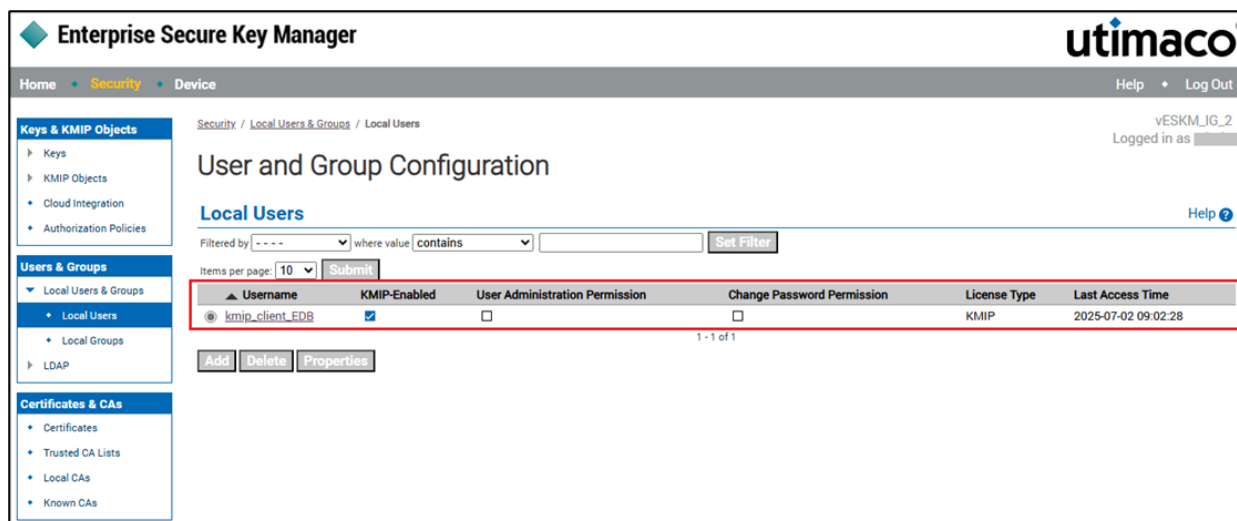 Enterprise Secure Key Manager
utimaco
Home Security Device Help Log Out
vESKM_IG_2
Logged in as
Keys & KMIP Objects
Keys
KMIP Objects
Cloud Integration
Authorization Policies
Users & Groups
Local Users & Groups
Local Users
Local Groups
LDAP
Certificates & CAs
Certificates
Trusted CA Lists
Local CAs
Known CAs
Security / Local Users & Groups / Local Users
User and Group Configuration
Local Users Help ?
Filtered by - - - - where value contains Set Filter
Items per page: 10 Submit
Username KMIP-Enabled User Administration Permission Change Password Permission License Type Last Access Time
kmip_client_EDB KMIP 2025-07-02 09:02:28
1 - 1 of 1
Add Delete Properties